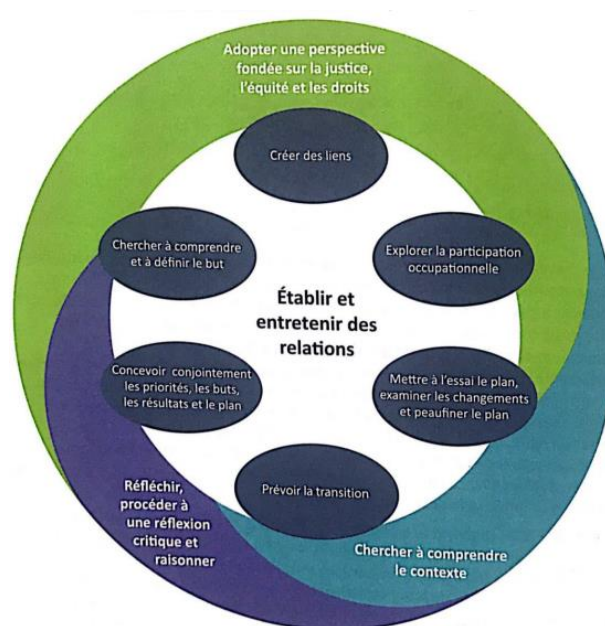 Adopter une perspective
fondée sur la justice,
l'équité et les droits
Créer des liens
Chercher à comprendre
et à définir le but
Explorer la participation
occupationnelle
Établir et
entretenir des
relations
Concevoir conjointement
les priorités, les buts,
les résultats et le plan
Mettre à l'essai le plan,
examiner les changements
et peaufiner le plan
Prévoir la transition
Réfléchir,
procéder à
une réflexion
critique et
raisonner
Chercher à comprendre
le contexte